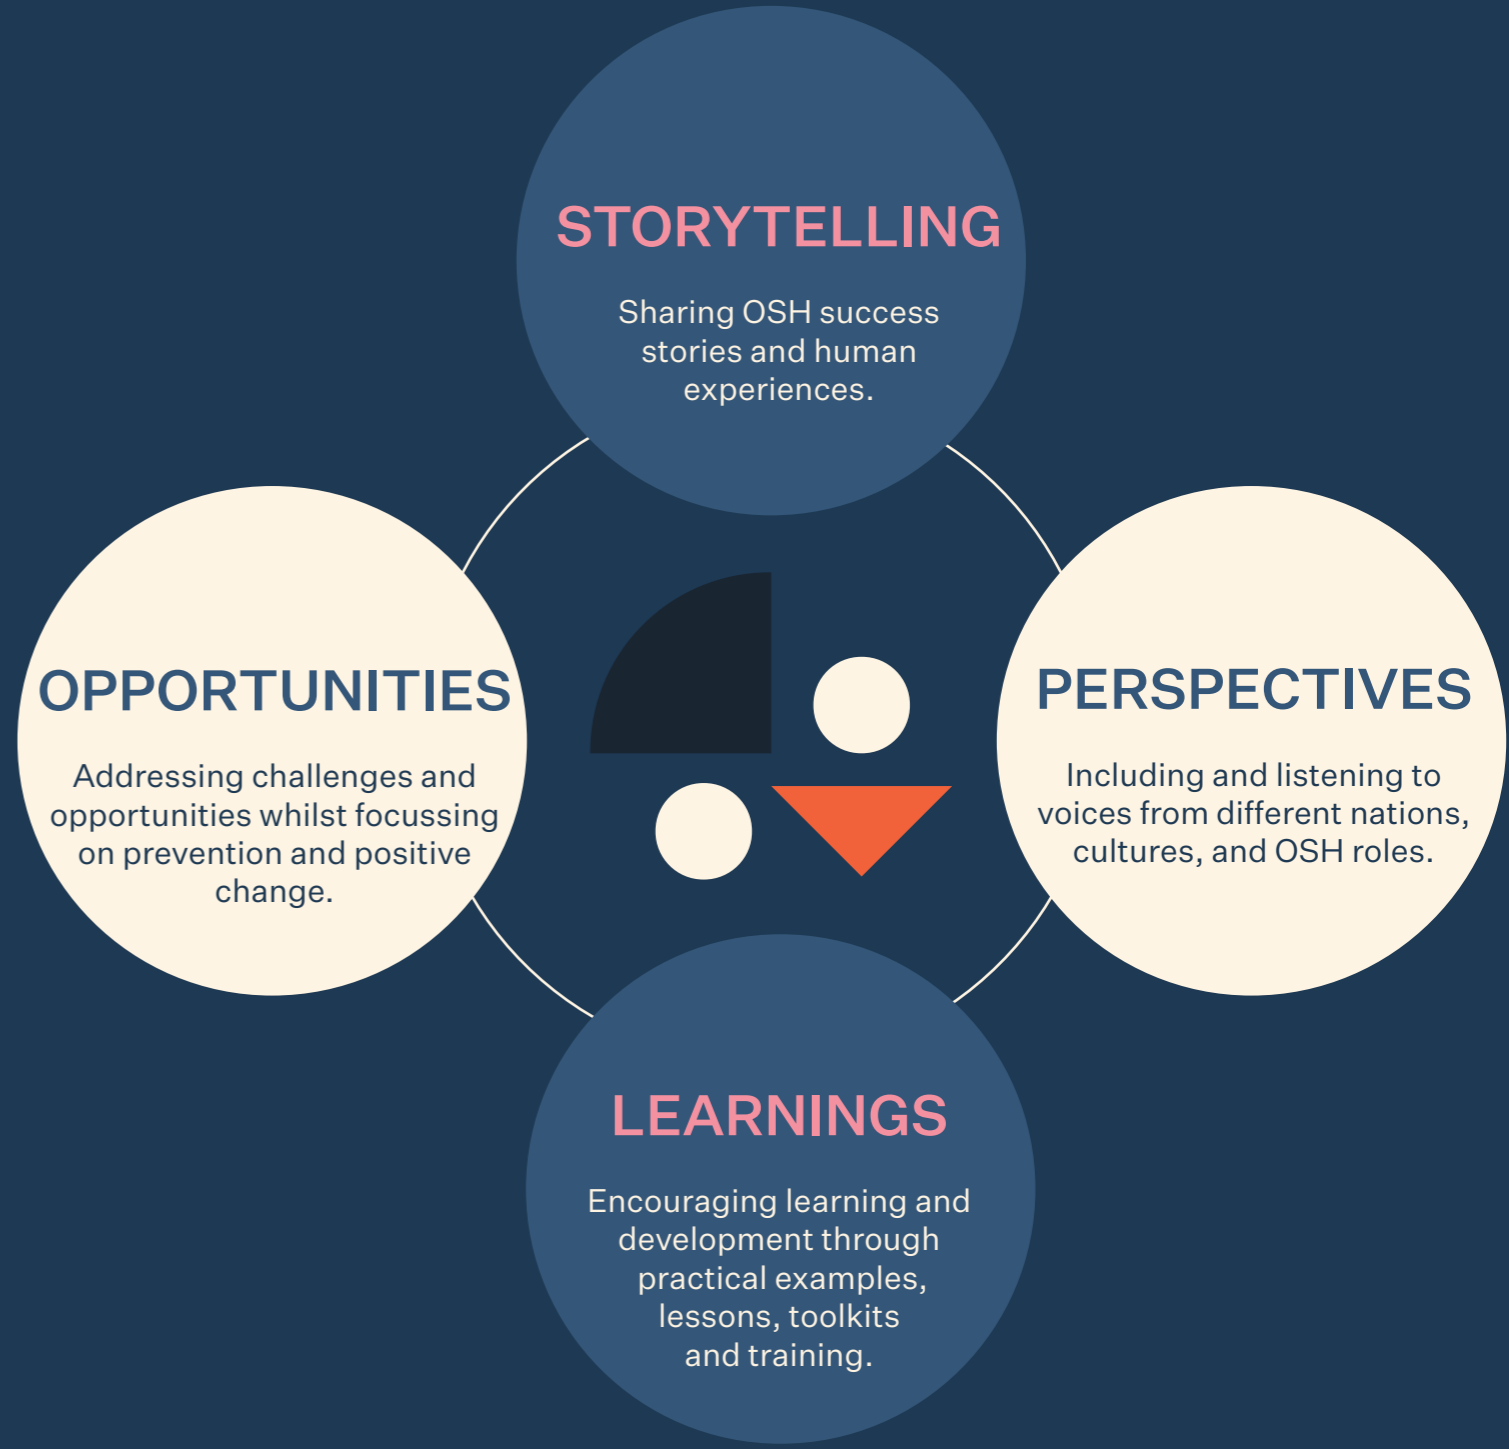 STORYTELLING
Sharing OSH success
stories and human
experiences.
OPPORTUNITIES
Addressing challenges and
opportunities whilst focussing
on prevention and positive
change.
PERSPECTIVES
Including and listening to
voices from different nations,
cultures, and OSH roles.
LEARNINGS
Encouraging learning and
development through
practical examples,
lessons, toolkits
and training.